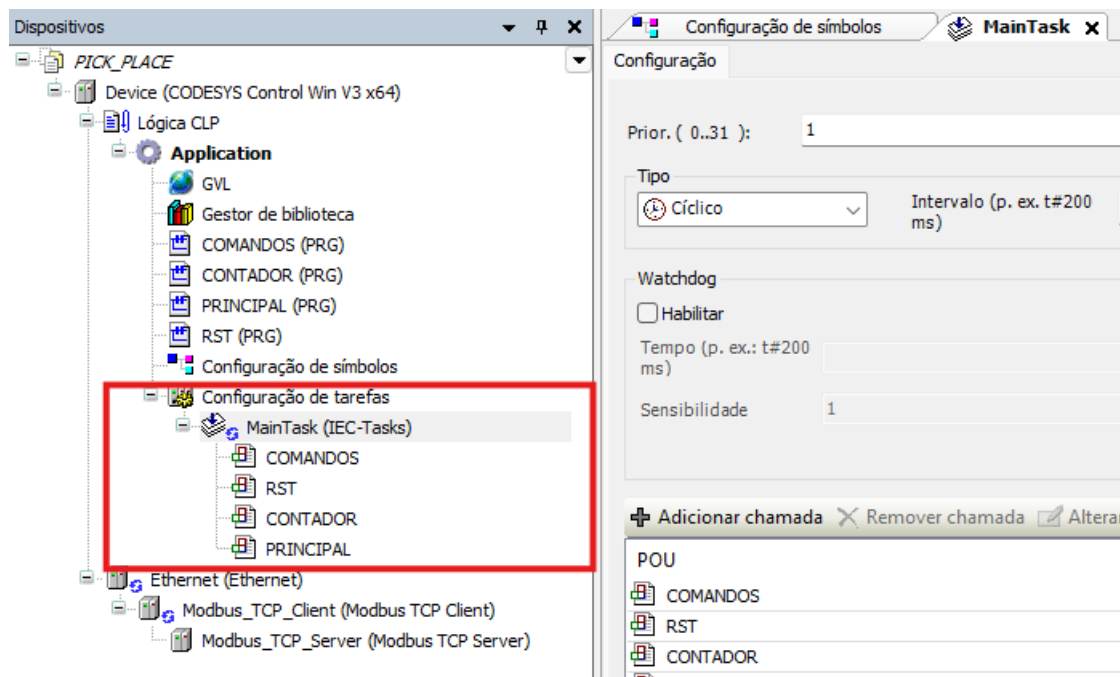 Dispositivos
PICK_PLACE
Device (CODESYS Control Win V3 x64)
Lógica CLP
Application
GVL
Gestor de biblioteca
COMANDOS (PRG)
CONTADOR (PRG)
PRINCIPAL (PRG)
RST (PRG)
Configuração de símbolos
Configuração de tarefas
MainTask (IEC-Tasks)
COMANDOS
RST
CONTADOR
PRINCIPAL
Ethernet (Ethernet)
Modbus_TCP_Client (Modbus TCP Client)
Modbus_TCP_Server (Modbus TCP Server)
Configuração de símbolos
MainTask
Configuração
Prior. ( 0..31 ):
1
Tipo
Cíclico
Intervalo (p. ex. t#200
ms)
Watchdog
Habilitar
Tempo (p. ex.: t#200
ms)
Sensibilidade
1
Adicionar chamada
Remover chamada
Alterar
POU
COMANDOS
RST
CONTADOR